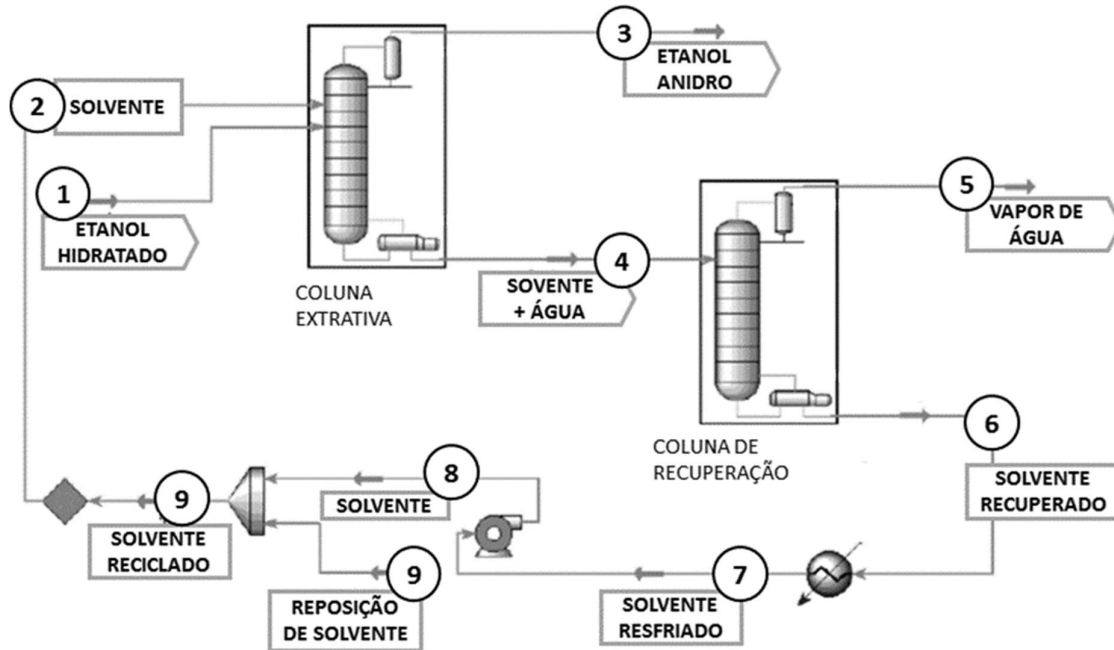 3
ETANOL
ANIDRO
2
SOLVENTE
1
ETANOL
HIDRATADO
5
VAPOR DE
ÁGUA
4
SOVENTE
+ ÁGUA
COLUNA
EXTRATIVA
COLUNA DE
RECUPERAÇÃO
6
SOLVENTE
RECUPERADO
8
SOLVENTE
9
SOLVENTE
RECICLADO
9
REPOSIÇÃO
DE SOLVENTE
7
SOLVENTE
RESFRIADO